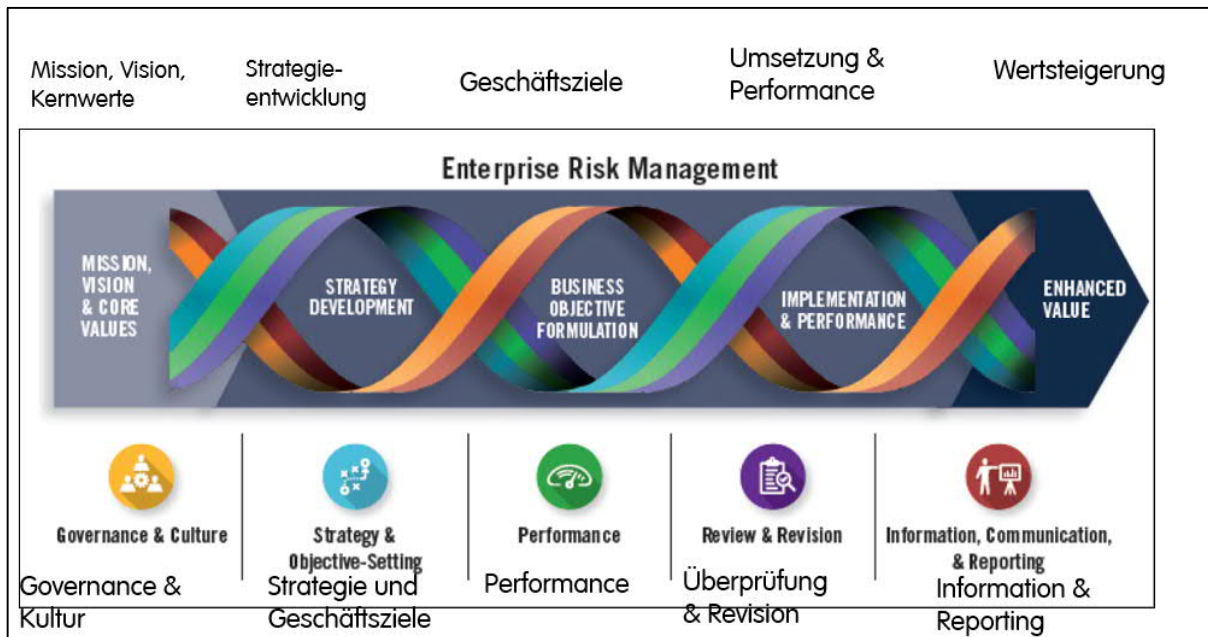 Mission, Vision,
Kernwerte
Strategie-
entwicklung
Geschäftsziele
Umsetzung &
Performance
Wertsteigerung
Enterprise Risk Management
MISSION,
VISION
& CORE
VALUES
STRATEGY
DEVELOPMENT
BUSINESS
OBJECTIVE
FORMULATION
IMPLEMENTATION
& PERFORMANCE
ENHANCED
VALUE
Governance & Culture
Strategy &
Objective-Setting
Performance
Review & Revision
Information, Communication,
& Reporting
Governance &
Kultur
Strategie und
Geschäftsziele
Performance
Überprüfung
& Revision
Information &
Reporting